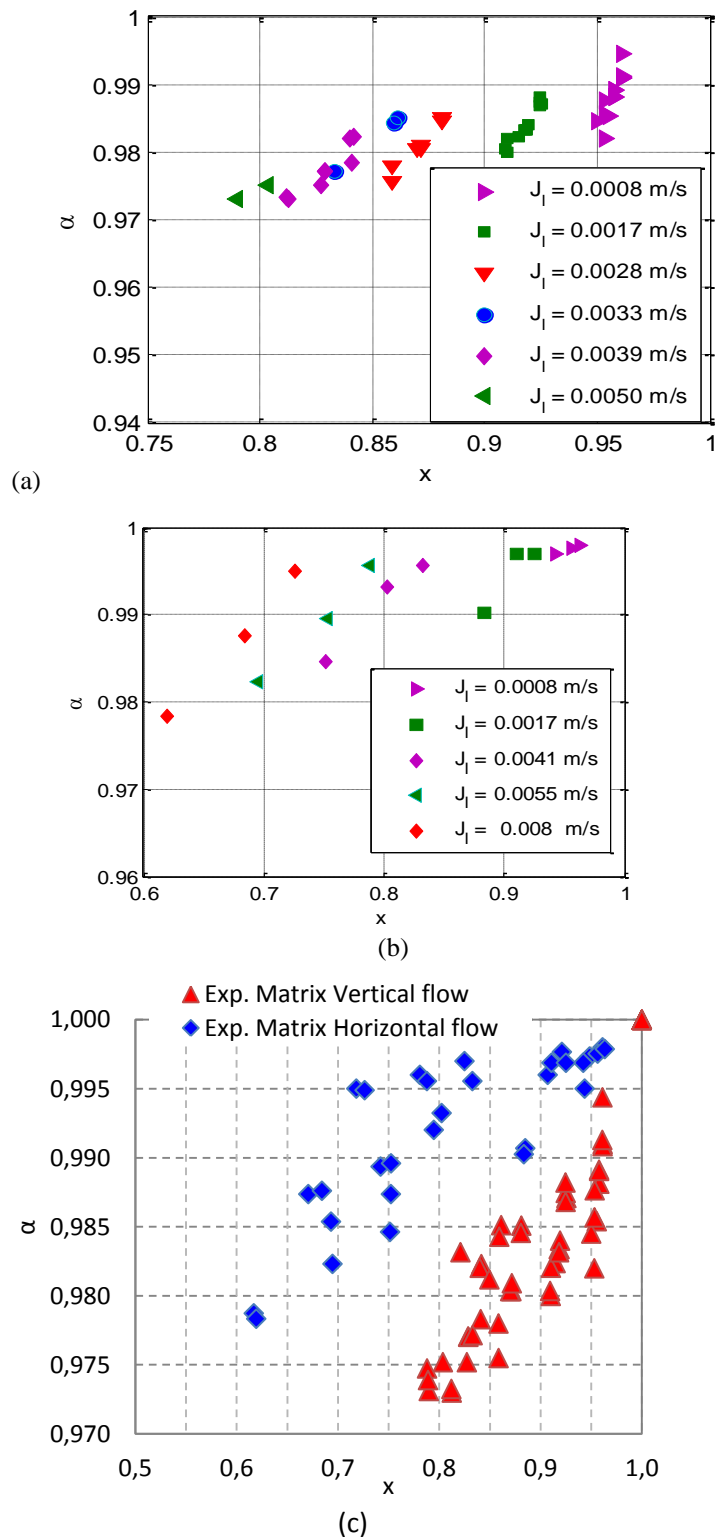 1
0.99
0.98
0.97
0.96
0.95
0.94
α
0.75
0.8
0.85
0.9
0.95
1
x
J_l = 0.0008 m/s
J_l = 0.0017 m/s
J_l = 0.0028 m/s
J_l = 0.0033 m/s
J_l = 0.0039 m/s
J_l = 0.0050 m/s
(a)
1
0.99
0.98
0.97
0.96
α
0.6
0.7
0.8
0.9
1
x
J_l = 0.0008 m/s
J_l = 0.0017 m/s
J_l = 0.0041 m/s
J_l = 0.0055 m/s
J_l = 0.008 m/s
(b)
Exp. Matrix Vertical flow
Exp. Matrix Horizontal flow
1,000
0,995
0,990
0,985
0,980
0,975
0,970
α
0,5
0,6
0,7
0,8
0,9
1,0
x
(c)